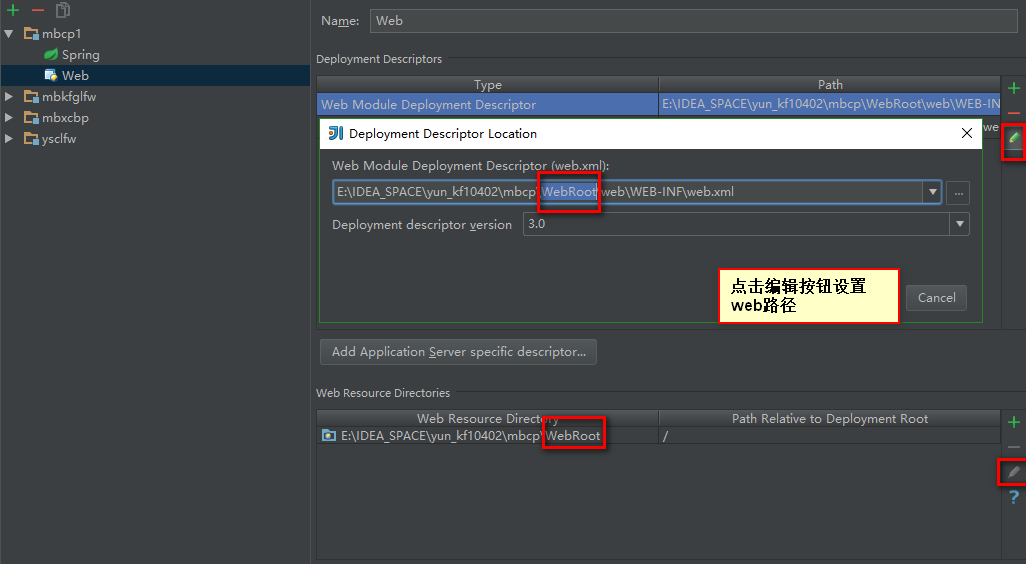 mbcp1
Spring
Web
mbkfglfw
mbxcbp
ysclfw
Name: Web
Deployment Descriptors
Type Path
Web Module Deployment Descriptor E:\IDEA_SPACE\yun_kf10402\mbcp\WebRoot\web\WEB-IN
we
Deployment Descriptor Location
Web Module Deployment Descriptor (web.xml):
E:\IDEA_SPACE\yun_kf10402\mbcp\WebRoot\web\WEB-INF\web.xml ...
Deployment descriptor version 3.0
点击编辑按钮设置
web路径
Cancel
Add Application Server specific descriptor...
Web Resource Directories
Web Resource Directory Path Relative to Deployment Root
E:\IDEA_SPACE\yun_kf10402\mbcp\WebRoot /
?